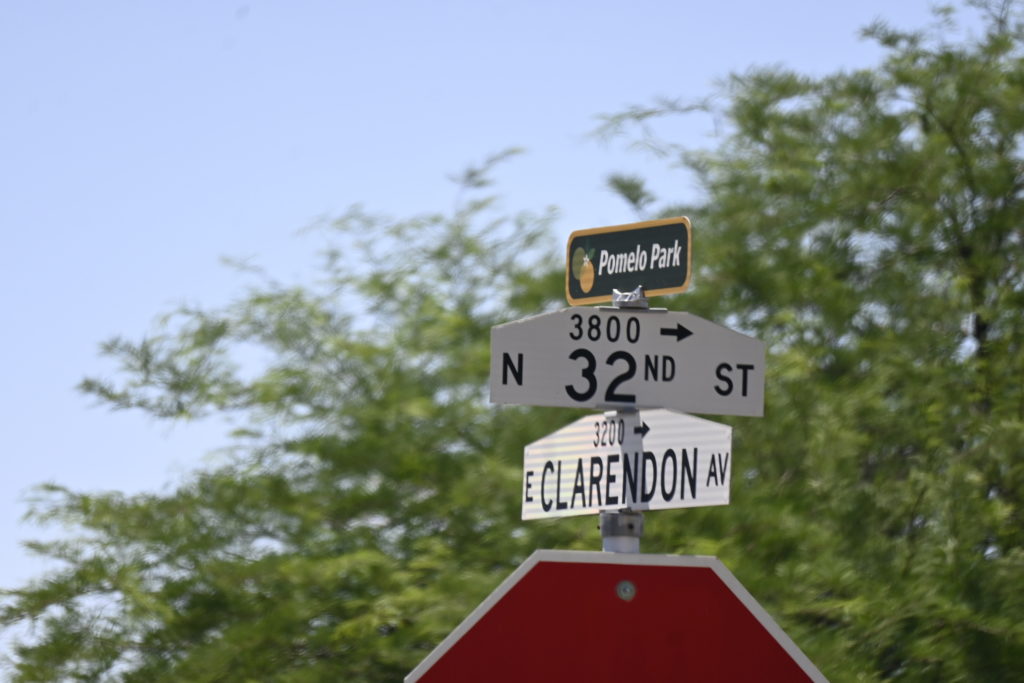 Pomelo Park
3800 →
N 32ND ST
3200 →
E CLARENDON AV